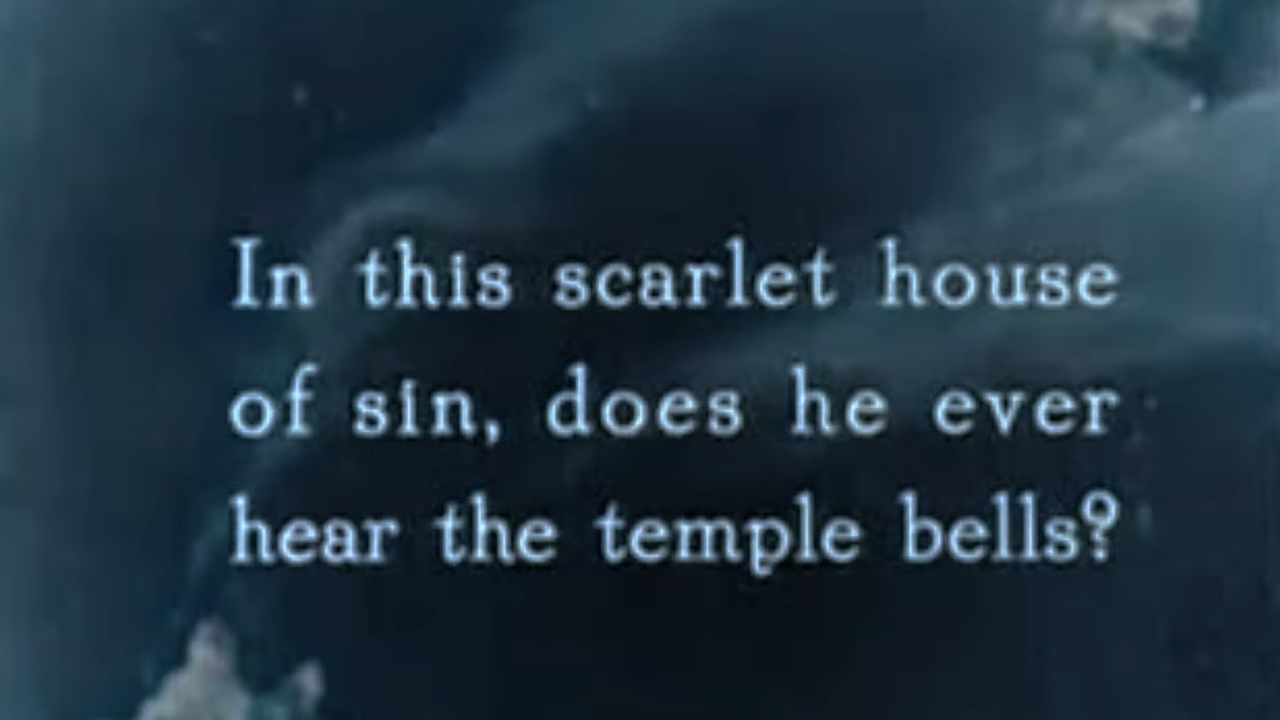 In this scarlet house
of sin, does he ever
hear the temple bells?